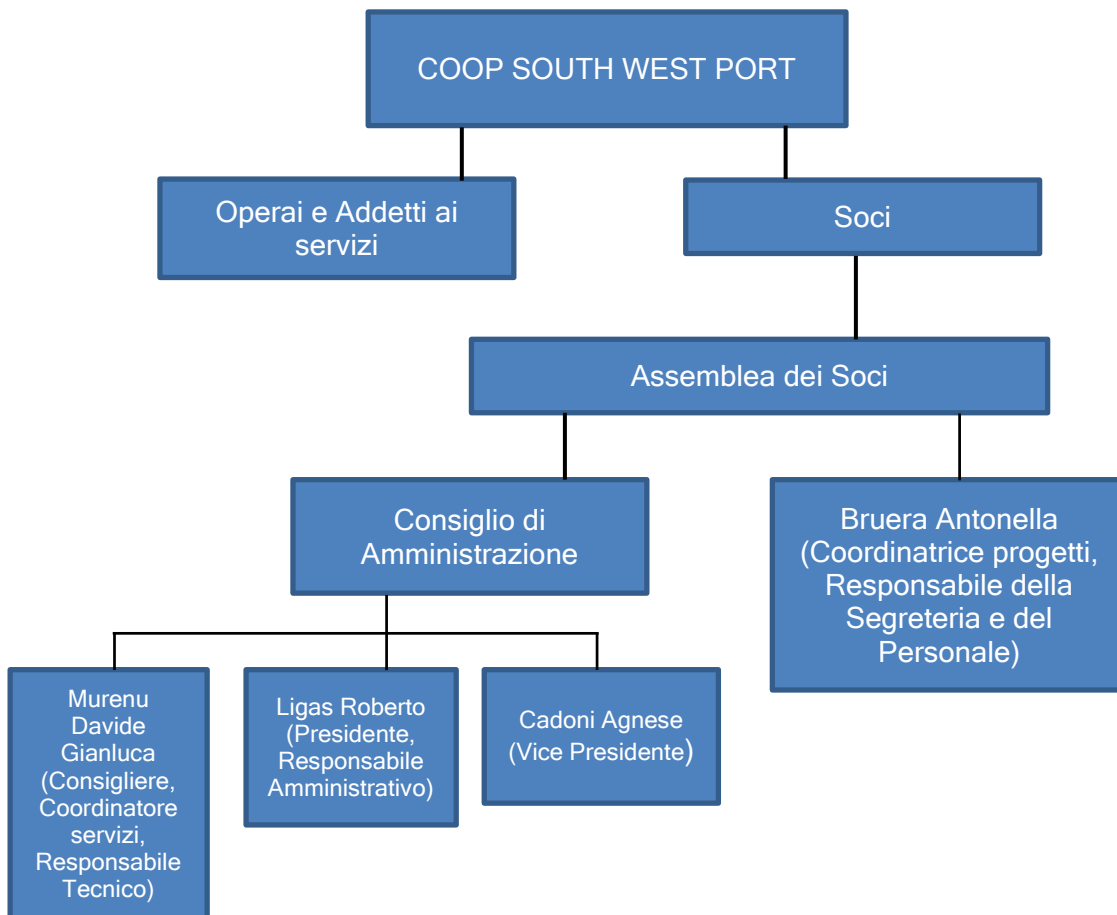 COOP SOUTH WEST PORT
Operai e Addetti ai
servizi
Soci
Assemblea dei Soci
Consiglio di
Amministrazione
Bruera Antonella
(Coordinatrice progetti,
Responsabile della
Segreteria e del
Personale)
Murenu
Davide
Gianluca
(Consigliere,
Coordinatore
servizi,
Responsabile
Tecnico)
Ligas Roberto
(Presidente,
Responsabile
Amministrativo)
Cadoni Agnese
(Vice Presidente)